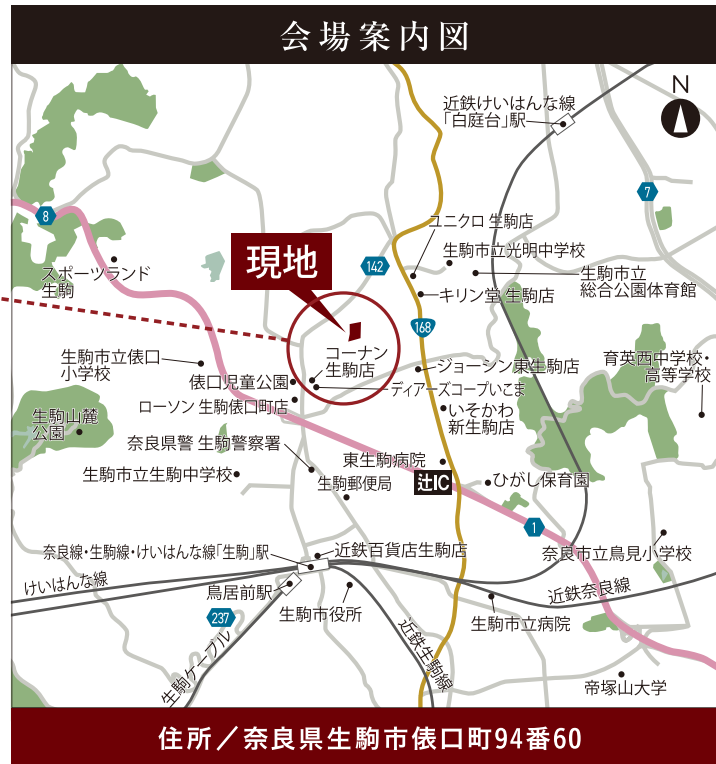 会場案内図
N
近鉄けいはんな線
「白庭台」駅
8
7
ユニクロ 生駒店
142
生駒市立光明中学校
現地
スポーツランド
生駒
生駒市立
総合公園体育館
キリン堂 生駒店
168
コーナン
生駒店
生駒市立俵口
小学校
ジョーシン東生駒店
育英西中学校・
高等学校
俵口児童公園
ディアーズコープいこま
ローソン 生駒俵口町店
いそかわ
新生駒店
生駒山麓
公園
奈良県警 生駒警察署
東生駒病院
生駒市立生駒中学校
生駒郵便局
辻IC
ひがし保育園
1
奈良線・生駒線・けいはんな線「生駒」駅
近鉄百貨店生駒店
奈良市立鳥見小学校
けいはんな線
鳥居前駅
近鉄奈良線
生駒市役所
237
生駒市立病院
生駒ケーブル
近鉄生駒線
帝塚山大学
住所／奈良県生駒市俵口町94番60